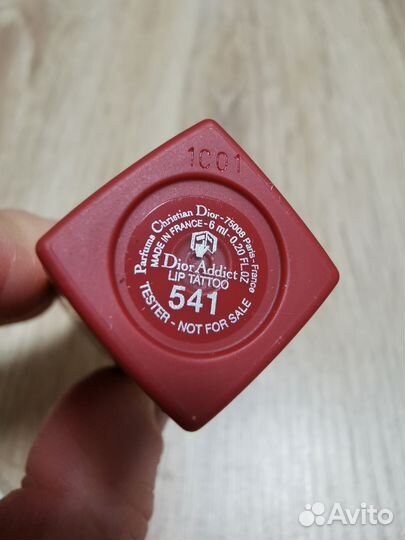 1C01
Parfums Christian Dior - 75008 Paris - France
MADE IN FRANCE - 6 ml - 0.20 FL.OZ
Dior Addict
LIP TATTOO
541
TESTER - NOT FOR SALE
Avito